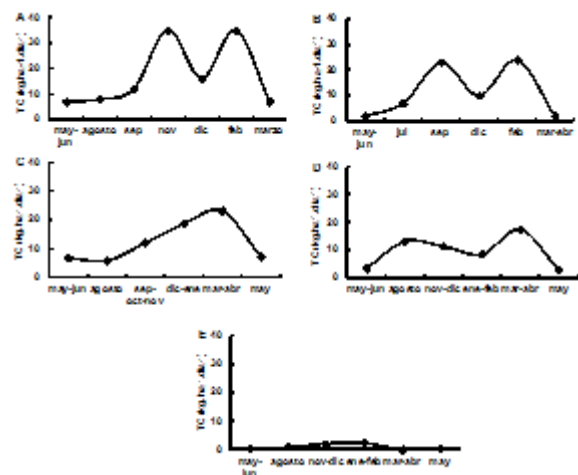 A
40
30
20
10
0
may-jun agosto sep nov dic feb marzo
B
40
30
20
10
0
may-jun jul sep dic feb mar-abr
C
40
30
20
10
0
may-jun agosto sep-oct-nov dic-ene mar-abr may
D
40
30
20
10
0
may-jun agosto nov-dic ene-feb mar-abr may
E
40
30
20
10
0
may-jun agosto nov-dic ene-feb mar-abr may